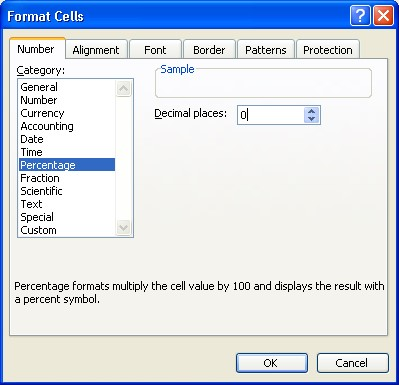 Format Cells
Number Alignment Font Border Patterns Protection
Category:
General
Number
Currency
Accounting
Date
Time
Percentage
Fraction
Scientific
Text
Special
Custom
Sample
Decimal places: 0
Percentage formats multiply the cell value by 100 and displays the result with
a percent symbol.
OK Cancel